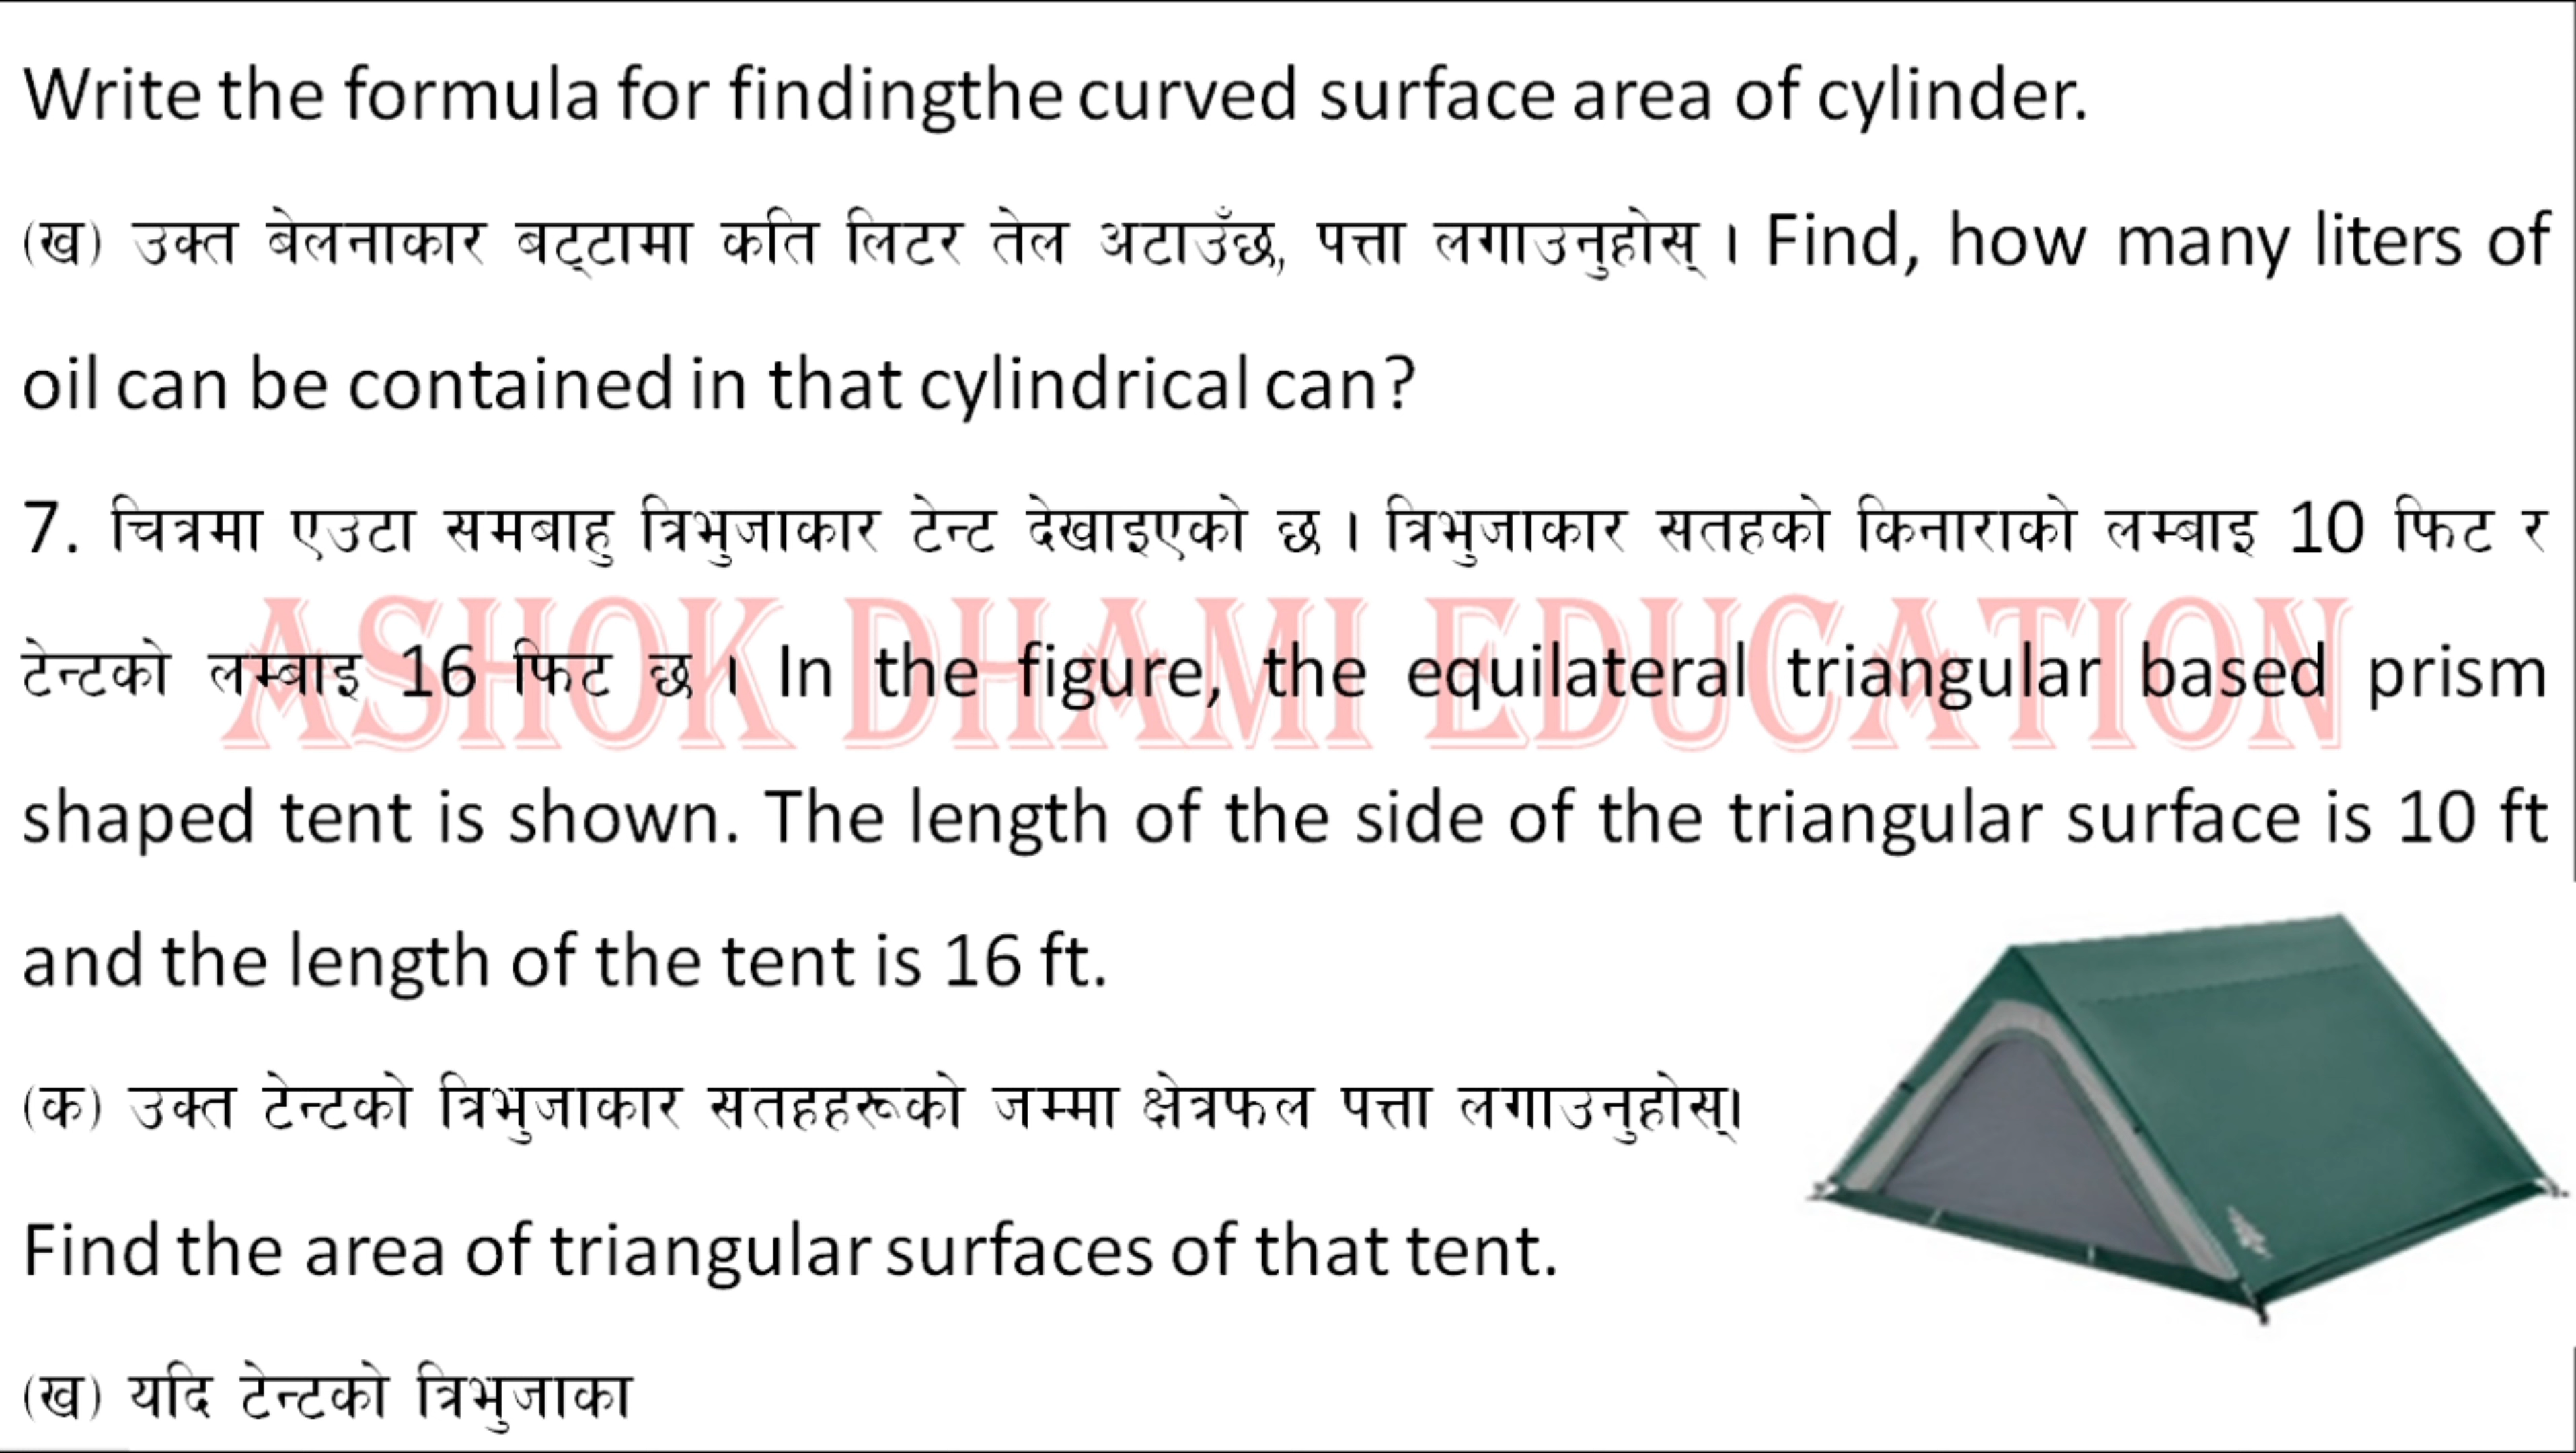 Write the formula for findingthe curved surface area of cylinder.
(ख) उक्त बेलनाकार बट्टामा कति लिटर तेल अटाउँछ, पत्ता लगाउनुहोस् । Find, how many liters of
oil can be contained in that cylindrical can?
7. चित्रमा एउटा समबाहु त्रिभुजाकार टेन्ट देखाइएको छ । त्रिभुजाकार सतहको किनाराको लम्बाइ 10 फिट र
ASHOK DHAMI EDUCATION
टेन्टको लम्बाइ 16 फिट छ । In the figure, the equilateral triangular based prism
shaped tent is shown. The length of the side of the triangular surface is 10 ft
and the length of the tent is 16 ft.
(क) उक्त टेन्टको त्रिभुजाकार सतहहरूको जम्मा क्षेत्रफल पत्ता लगाउनुहोस्।
Find the area of triangular surfaces of that tent.
(ख) यदि टेन्टको त्रिभुजाका